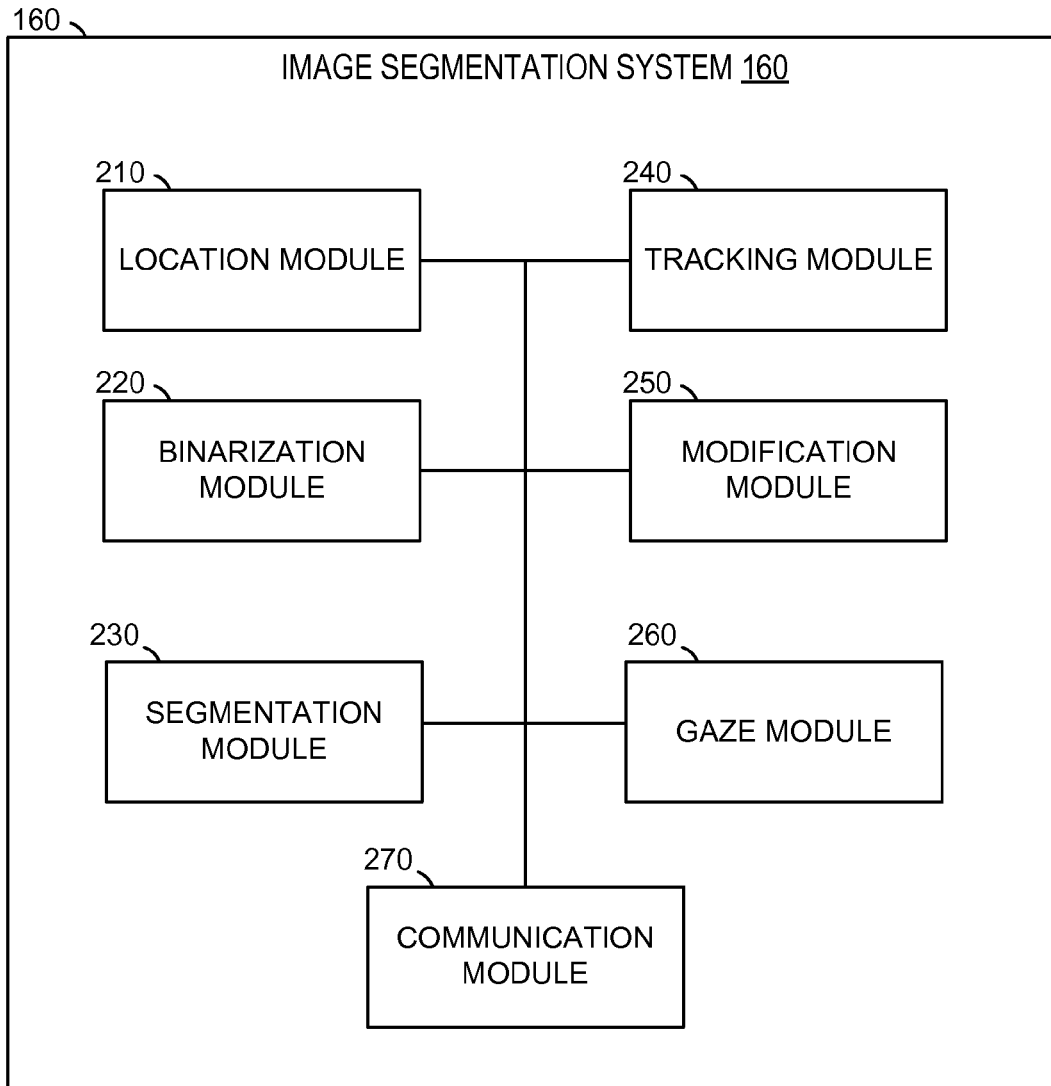 160
IMAGE SEGMENTATION SYSTEM 160
210
LOCATION MODULE
240
TRACKING MODULE
220
BINARIZATION
MODULE
250
MODIFICATION
MODULE
230
SEGMENTATION
MODULE
260
GAZE MODULE
270
COMMUNICATION
MODULE